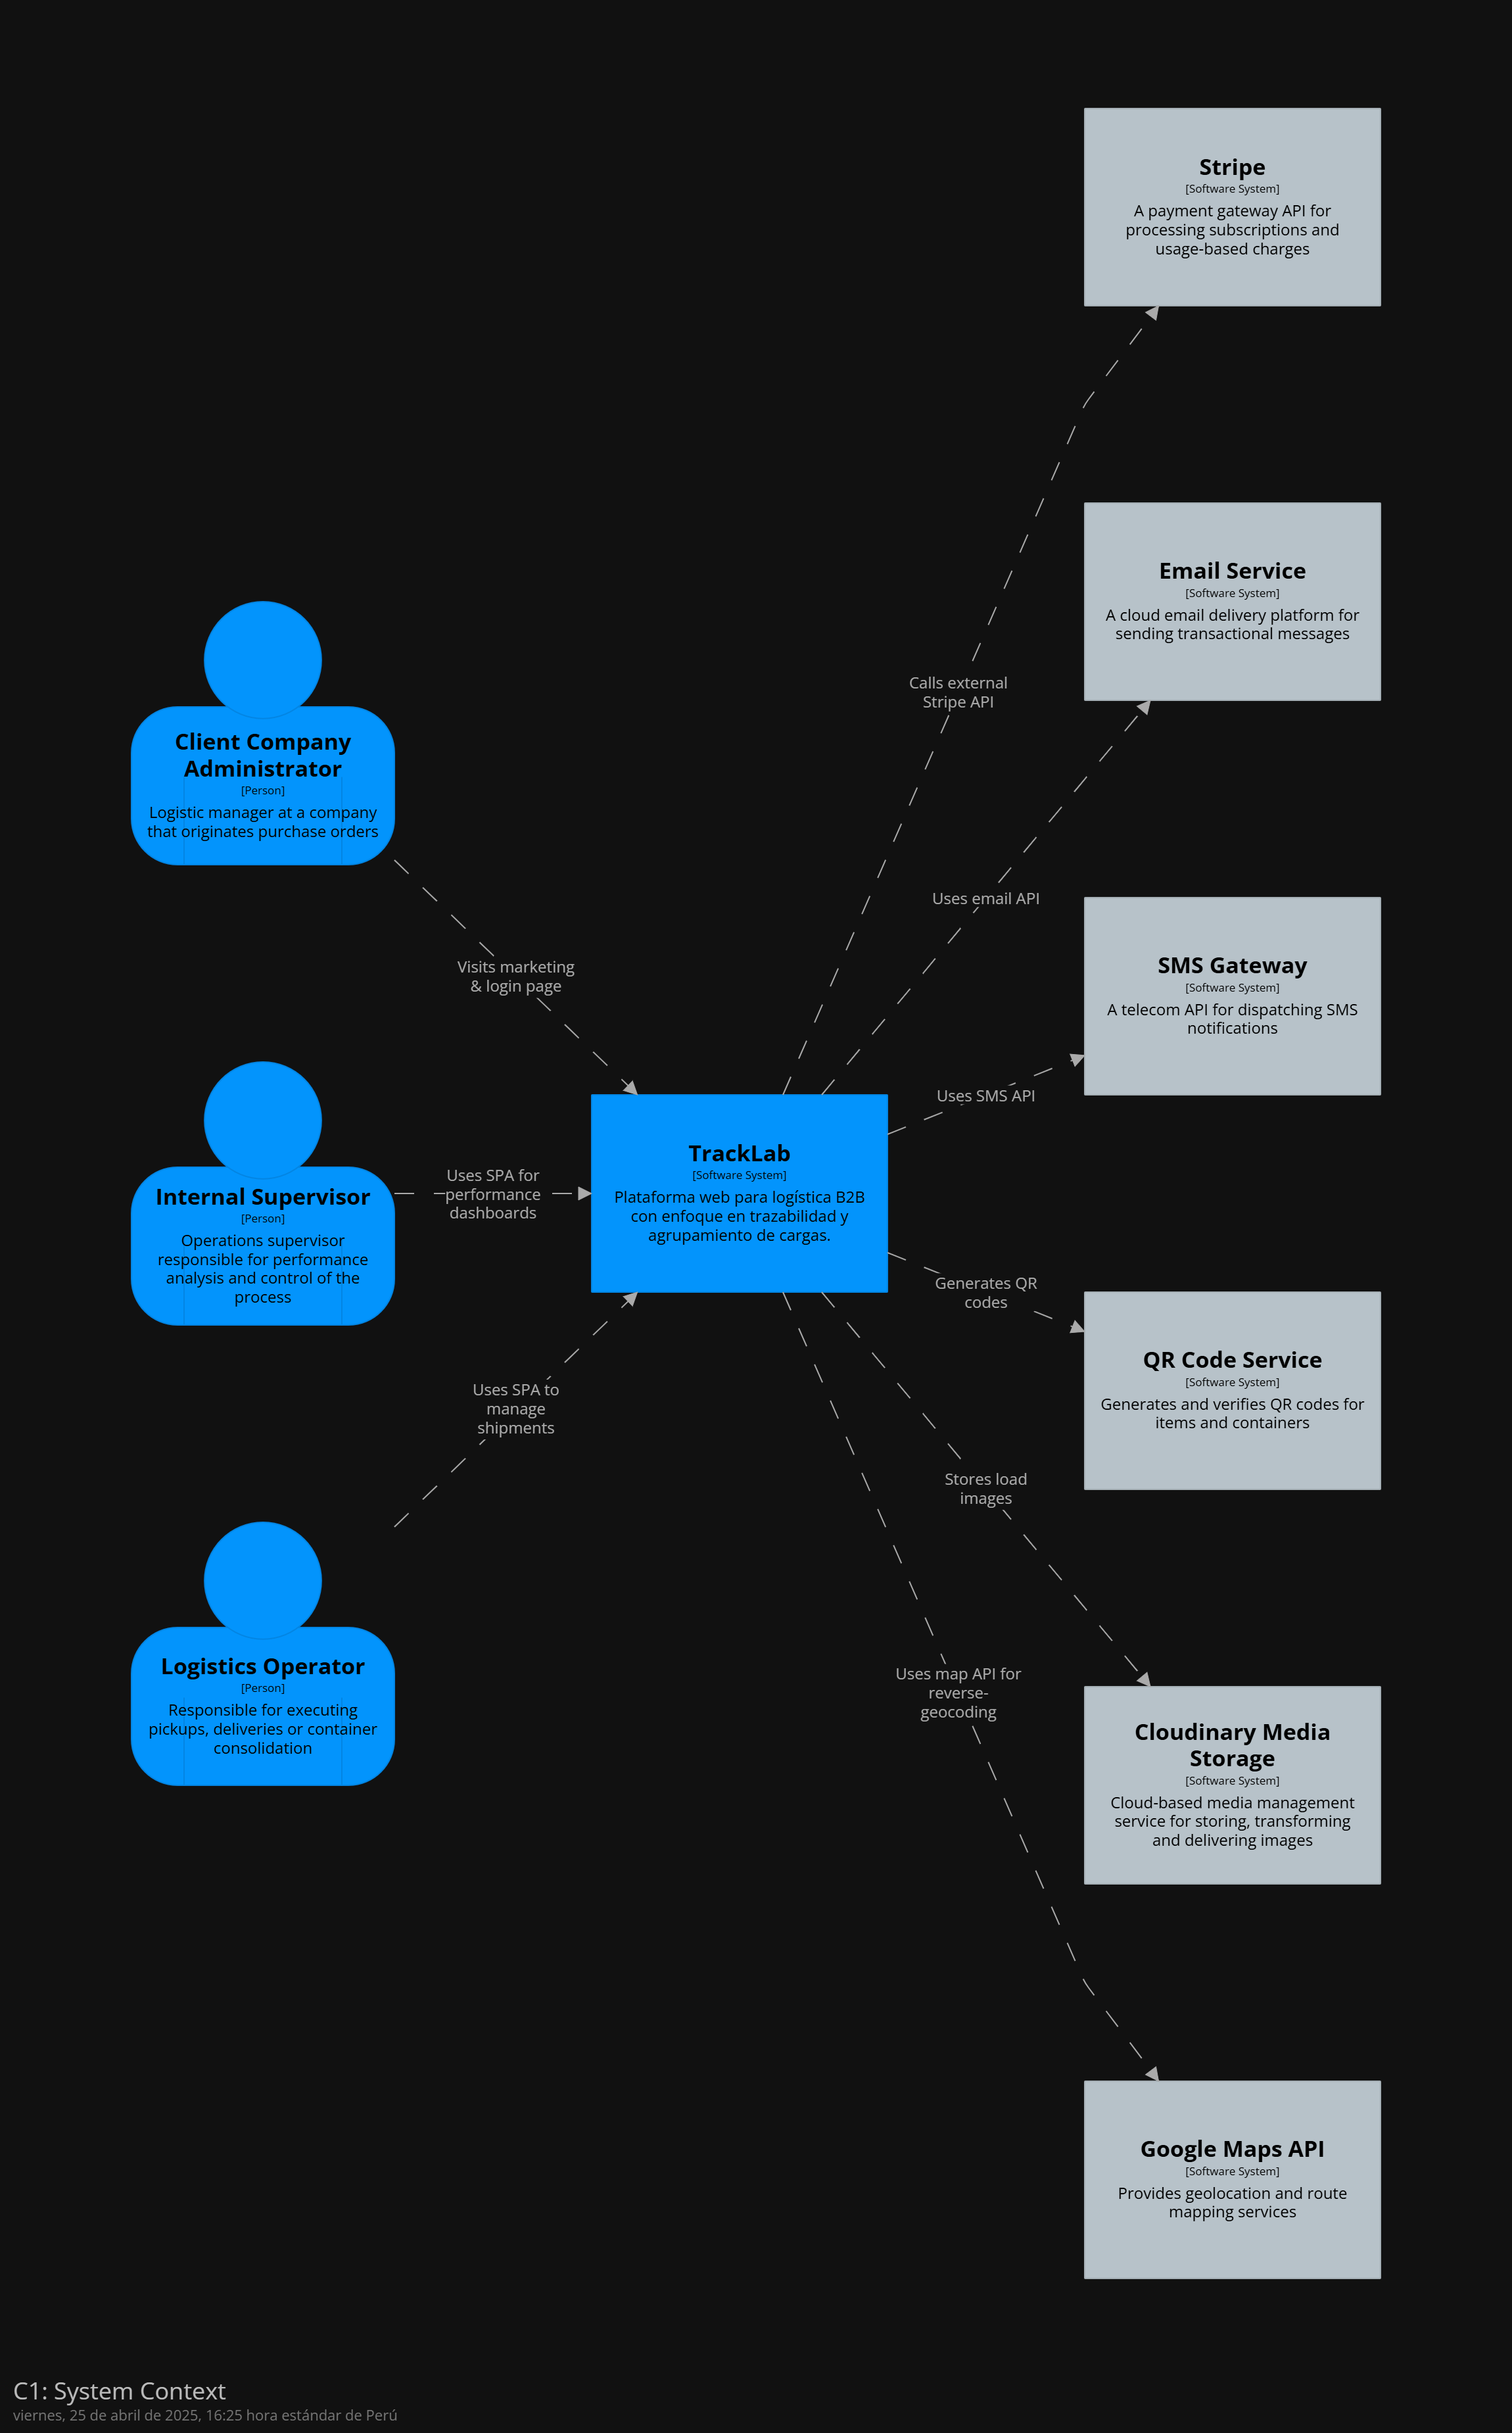 Stripe
[Software System]
A payment gateway API for
processing subscriptions and
usage-based charges
Email Service
[Software System]
A cloud email delivery platform for
sending transactional messages
Calls external
Stripe API
Client Company
Administrator
[Person]
Logistic manager at a company
that originates purchase orders
Uses email API
Visits marketing
& login page
SMS Gateway
[Software System]
A telecom API for dispatching SMS
notifications
Uses SMS API
Internal Supervisor
[Person]
Operations supervisor
responsible for performance
analysis and control of the
process
Uses SPA for
performance
dashboards
TrackLab
[Software System]
Plataforma web para logística B2B
con enfoque en trazabilidad y
agrupamiento de cargas.
Generates QR
codes
QR Code Service
[Software System]
Generates and verifies QR codes for
items and containers
Uses SPA to
manage
shipments
Stores load
images
Logistics Operator
[Person]
Responsible for executing
pickups, deliveries or container
consolidation
Uses map API for
reverse-
geocoding
Cloudinary Media
Storage
[Software System]
Cloud-based media management
service for storing, transforming
and delivering images
Google Maps API
[Software System]
Provides geolocation and route
mapping services
C1: System Context
viernes, 25 de abril de 2025, 16:25 hora estándar de Perú